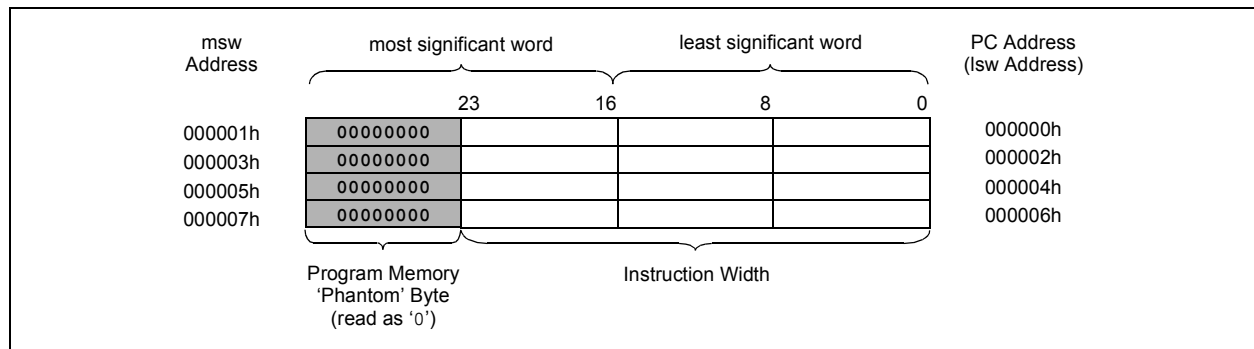 msw
Address
most significant word
least significant word
PC Address
(lsw Address)
23
16
8
0
000001h
00000000
000000h
000003h
00000000
000002h
000005h
00000000
000004h
000007h
00000000
000006h
Program Memory
‘Phantom’ Byte
(read as ‘0’)
Instruction Width